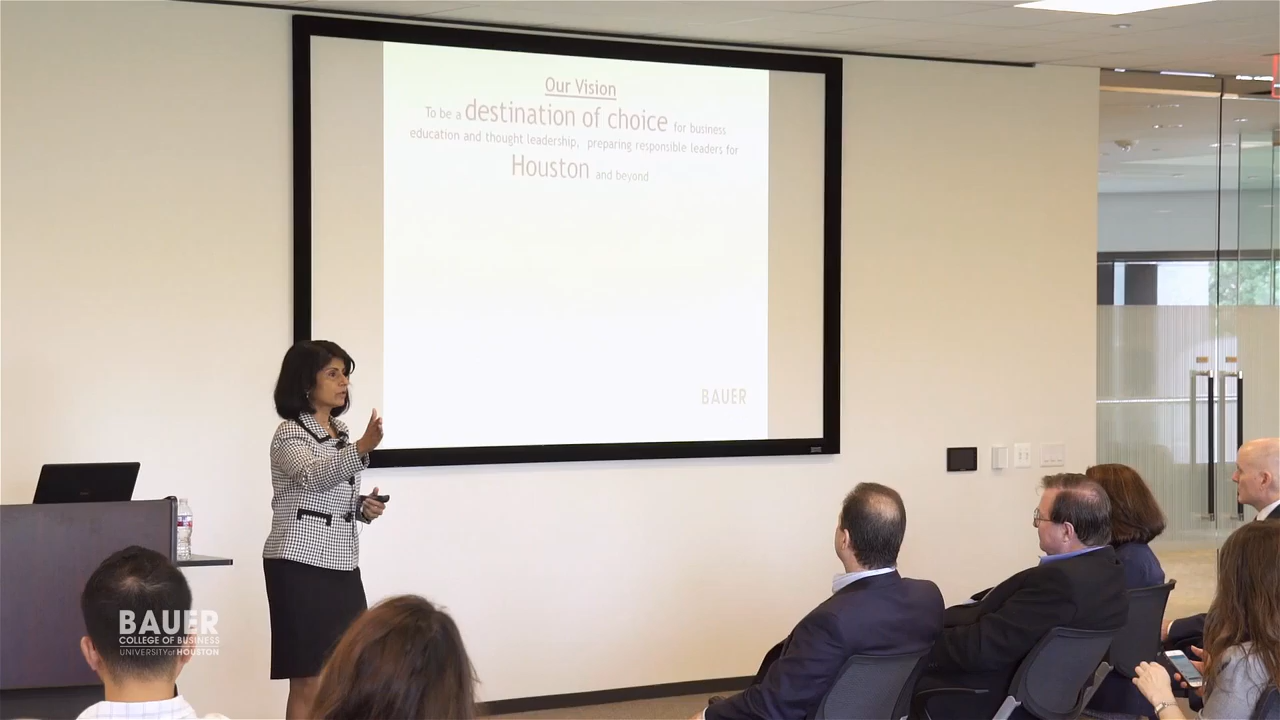 Our Vision
To be a destination of choice for business
education and thought leadership, preparing responsible leaders for
Houston and beyond
BAUER
BAUER
COLLEGE OF BUSINESS
UNIVERSITY of HOUSTON